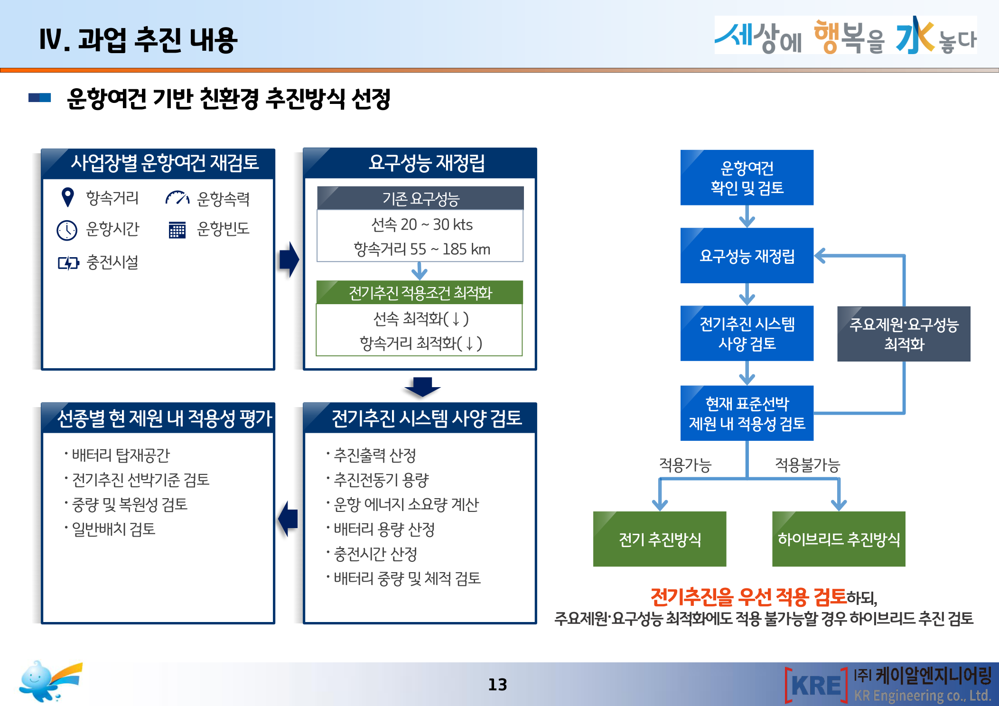 Ⅳ. 과업 추진 내용
세상에 행복을 水 놓다
운항여건 기반 친환경 추진방식 선정
사업장별 운항여건 재검토
항속거리
운항속력
운항시간
운항빈도
충전시설
요구성능 재정립
기존 요구성능
선속 20 ~ 30 kts
항속거리 55 ~ 185 km
전기추진 적용조건 최적화
선속 최적화(↓)
항속거리 최적화(↓)
선종별 현 제원 내 적용성 평가
· 배터리 탑재공간
· 전기추진 선박기준 검토
· 중량 및 복원성 검토
· 일반배치 검토
전기추진 시스템 사양 검토
· 추진출력 산정
· 추진전동기 용량
· 운항 에너지 소요량 계산
· 배터리 용량 산정
· 충전시간 산정
· 배터리 중량 및 체적 검토
운항여건
확인 및 검토
요구성능 재정립
전기추진 시스템
사양 검토
주요제원·요구성능
최적화
현재 표준선박
제원 내 적용성 검토
적용가능
적용불가능
전기 추진방식
하이브리드 추진방식
전기추진을 우선 적용 검토하되,
주요제원·요구성능 최적화에도 적용 불가능할 경우 하이브리드 추진 검토
13
[KRE]
|주| 케이알엔지니어링
KR Engineering co., Ltd.